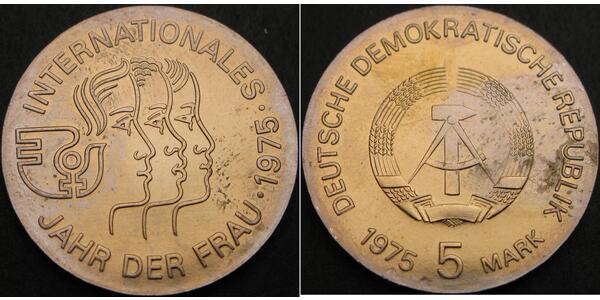 INTERNATIONALES · 1975 ·
JAHR DER FRAU
DEUTSCHE DEMOKRATISCHE REPUBLIK
1975 5 MARK